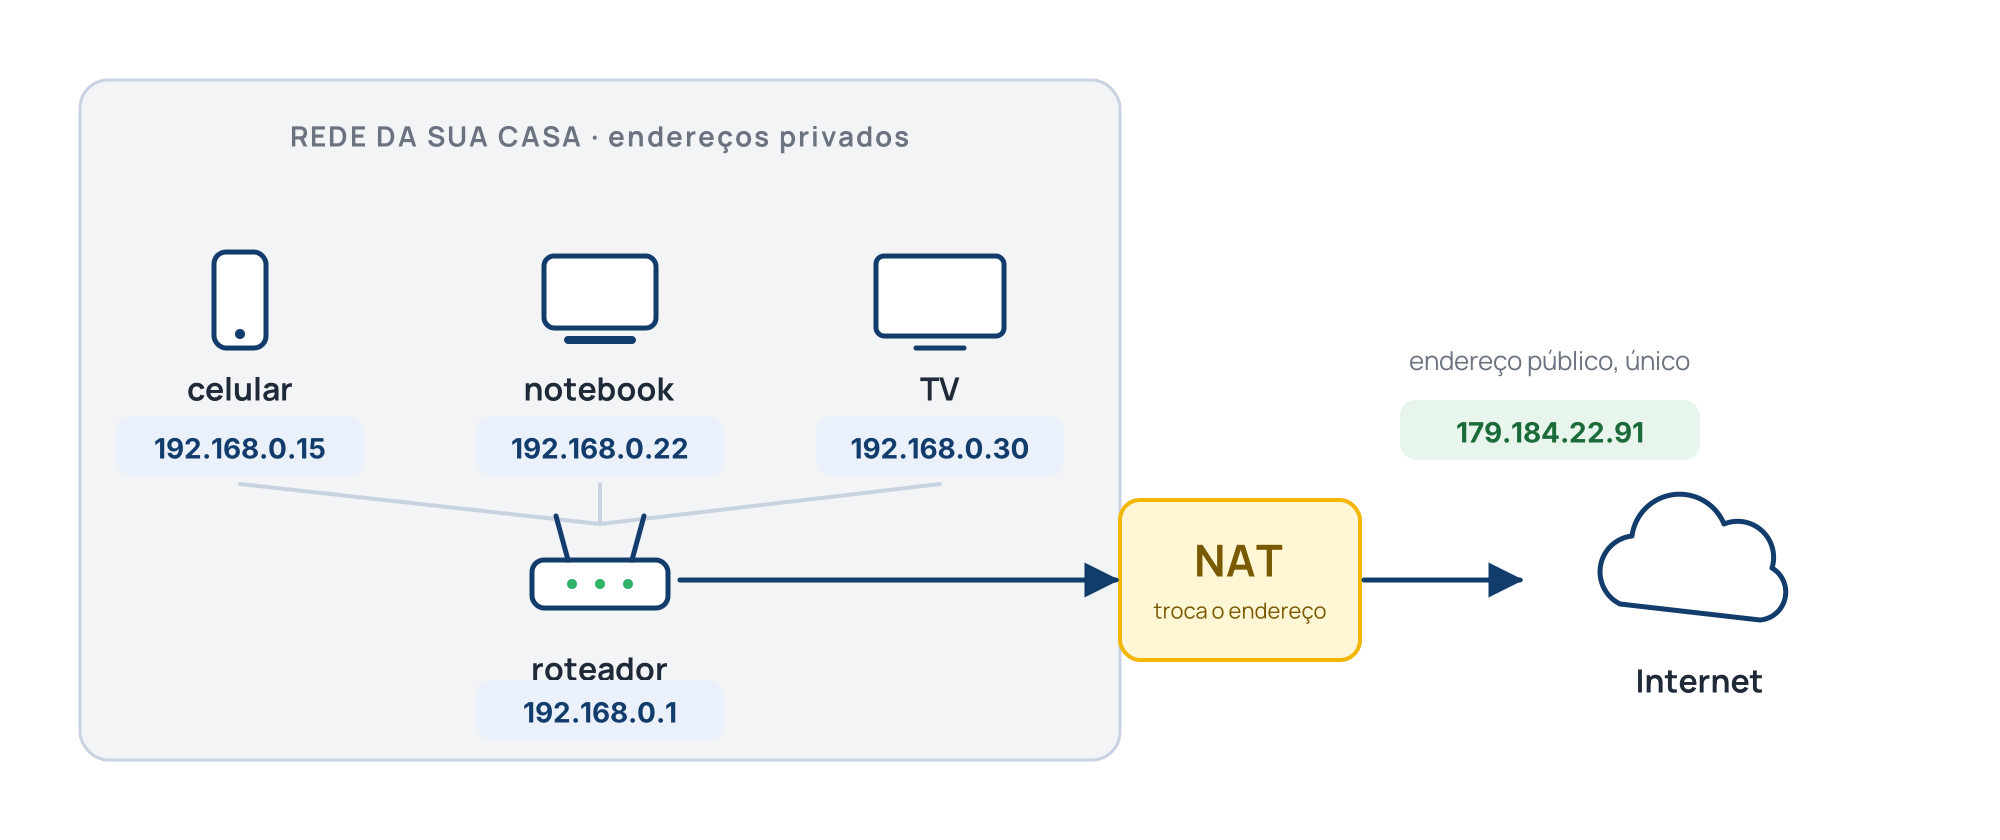 REDE DA SUA CASA · endereços privados
celular
notebook
TV
192.168.0.15
192.168.0.22
192.168.0.30
endereço público, único
179.184.22.91
NAT
troca o endereço
roteador
192.168.0.1
Internet